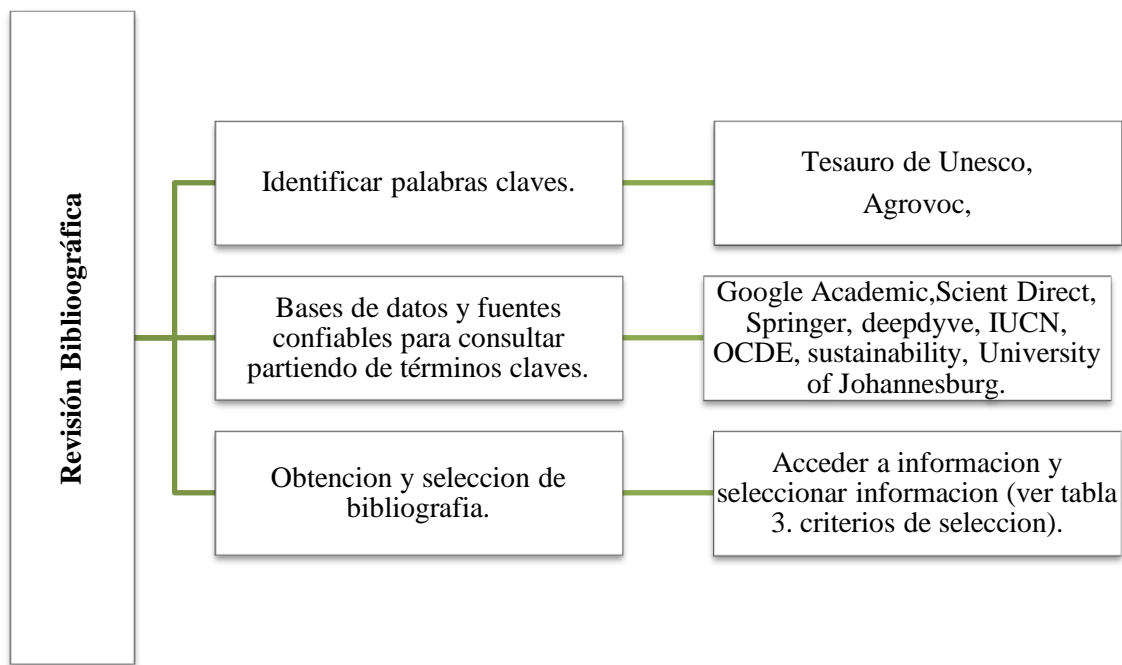 Revisión Biblioográfica
Identificar palabras claves.
Tesauro de Unesco,
Agrovoc,
Bases de datos y fuentes
confiables para consultar
partiendo de términos claves.
Google Academic,Scient Direct,
Springer, deepdyve, IUCN,
OCDE, sustainability, University
of Johannesburg.
Obtencion y seleccion de
bibliografia.
Acceder a informacion y
seleccionar informacion (ver tabla
3. criterios de seleccion).